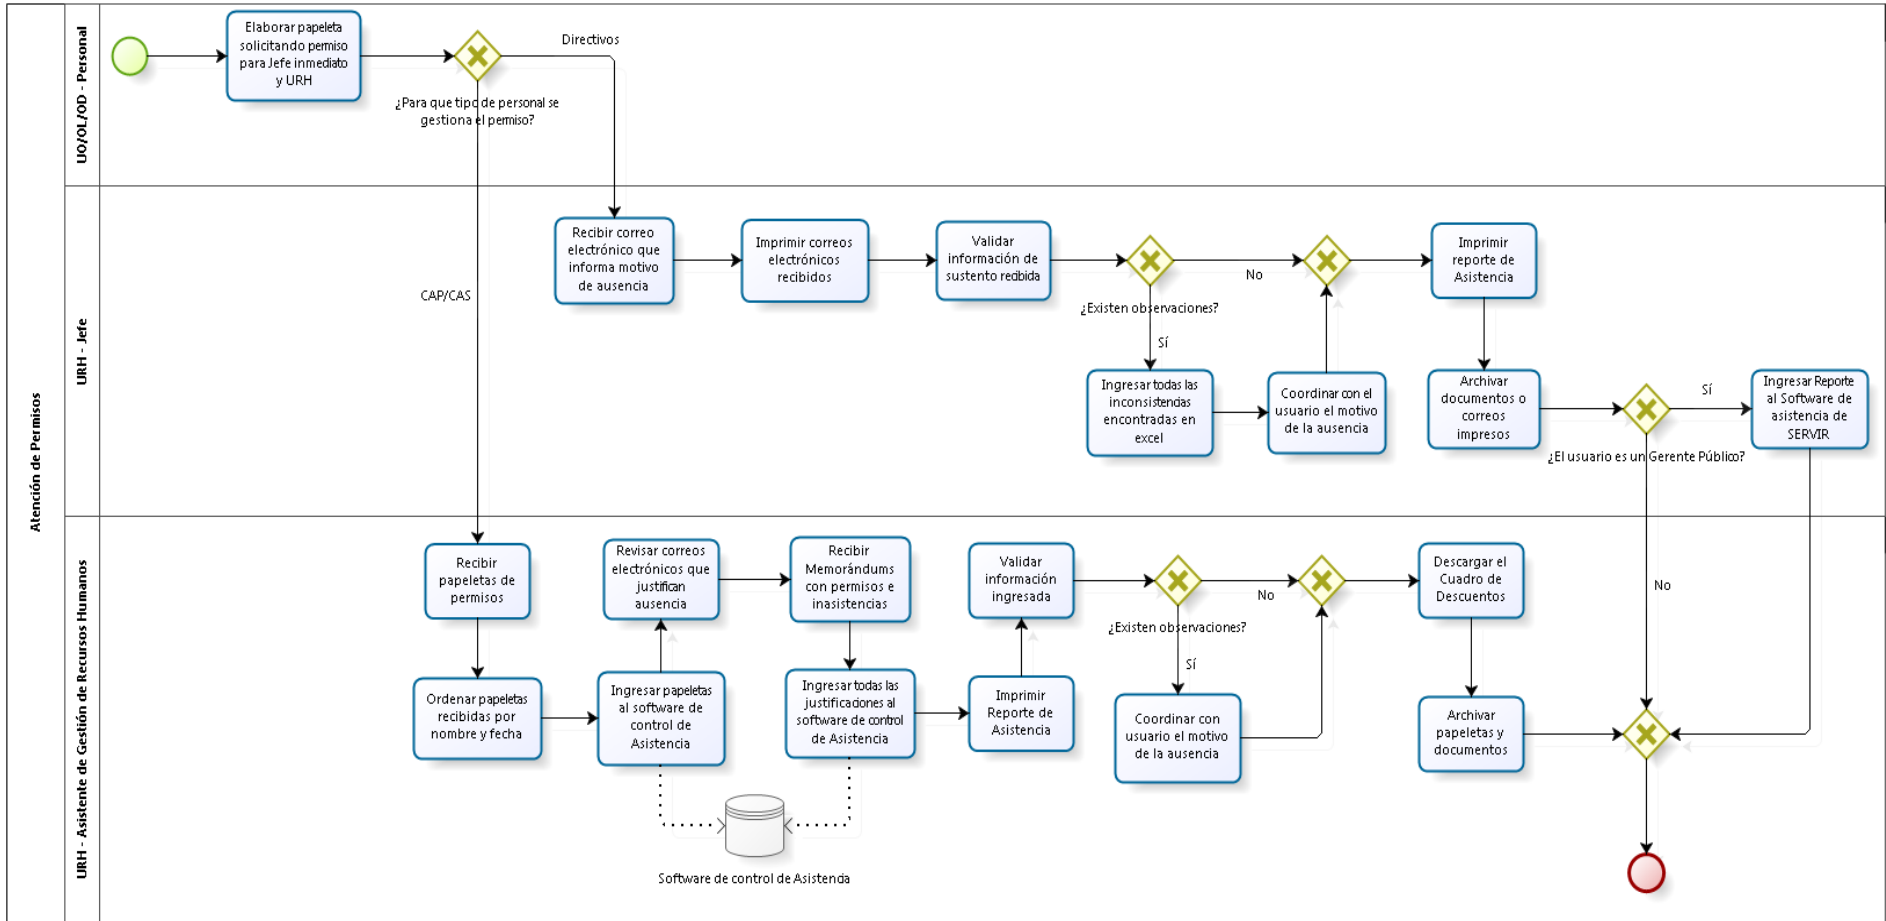 Atención de Permisos
UO/OL/OD - Personal
Elaborar papeleta
solicitando permiso
para Jefe inmediato
y URH
Directivos
¿Para que tipo de personal se
gestiona el permiso?
CAP/CAS
URH - Jefe
Recibir correo
electrónico que
informa motivo
de ausencia
Imprimir correos
electrónicos
recibidos
Validar
información de
sustento recibida
¿Existen observaciones?
No
Sí
Ingresar todas las
inconsistencias
encontradas en
excel
Coordinar con el
usuario el motivo
de la ausencia
Imprimir
reporte de
Asistencia
Archivar
documentos o
correos
impresos
¿El usuario es un Gerente Público?
Sí
Ingresar Reporte
al Software de
asistencia de
SERVIR
No
URH - Asistente de Gestión de Recursos Humanos
Recibir
papeletas de
permisos
Ordenar papeletas
recibidas por
nombre y fecha
Ingresar papeletas
al software de
control de
Asistencia
Revisar correos
electrónicos que
justifican
ausencia
Recibir
Memorándums
con permisos e
inasistencias
Ingresar todas las
justificaciones al
software de control
de Asistencia
Software de control de Asistencia
Imprimir
Reporte de
Asistencia
Validar
información
ingresada
¿Existen observaciones?
No
Sí
Coordinar con
usuario el motivo
de la ausencia
Descargar el
Cuadro de
Descuentos
Archivar
papeletas y
documentos